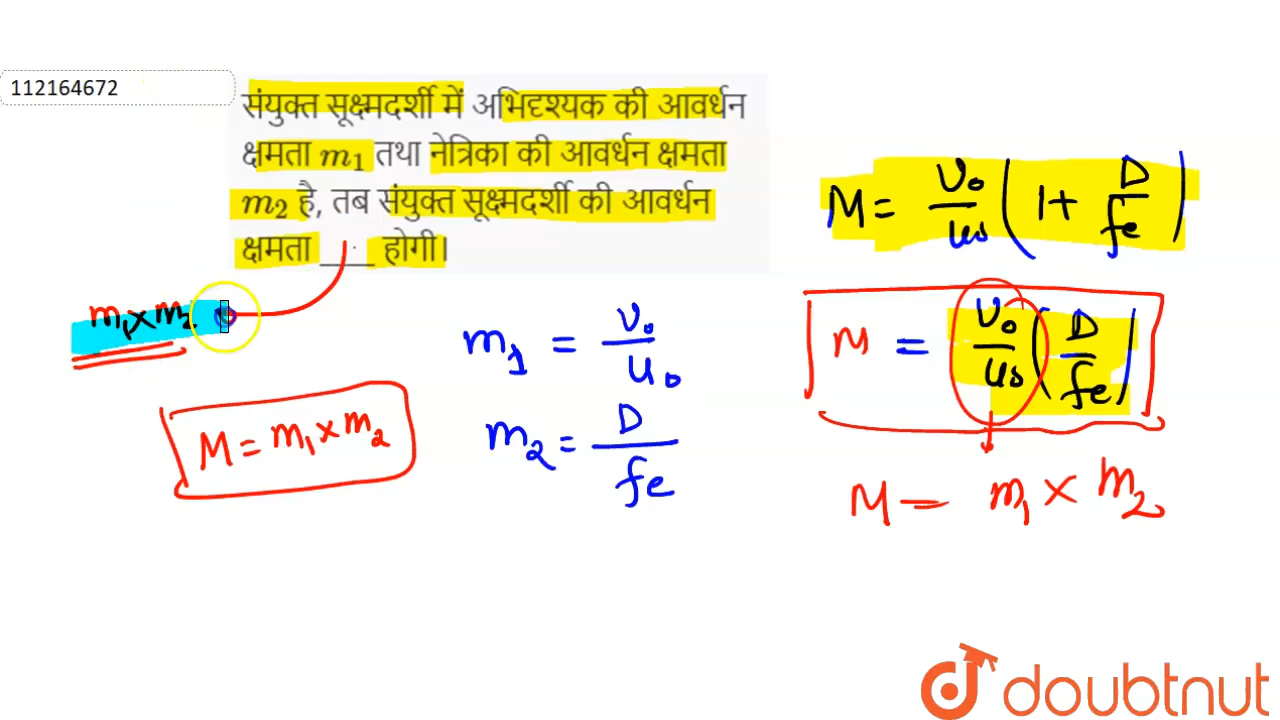 112164672
संयुक्त सूक्ष्मदर्शी में अभिदृश्यक की आवर्धन
क्षमता m₁ तथा नेत्रिका की आवर्धन क्षमता
m₂ है, तब संयुक्त सूक्ष्मदर्शी की आवर्धन
क्षमता ____ होगी।
m₁×m₂
M = m₁×m₂
m₁ = v₀/u₀
m₂ = D/fe
M = v₀/u₀ (1 + D/fe)
M = v₀/u₀ (D/fe)
M = m₁ × m₂
doubtnut